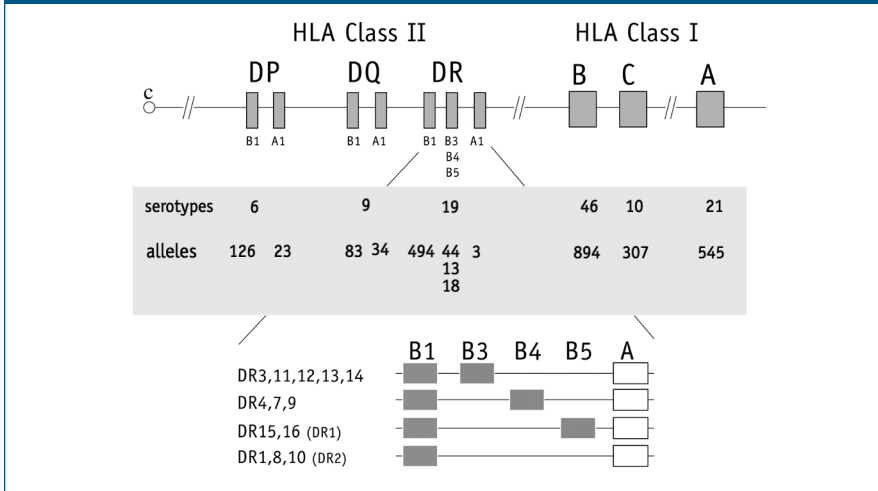 HLA Class II HLA Class I
DP DQ DR B C A
c
B1 A1 B1 A1 B1 B3 A1
B4
B5
serotypes 6 9 19 46 10 21
alleles 126 23 83 34 494 44 3 894 307 545
13
18
B1 B3 B4 B5 A
DR3,11,12,13,14
DR4,7,9
DR15,16 (DR1)
DR1,8,10 (DR2)